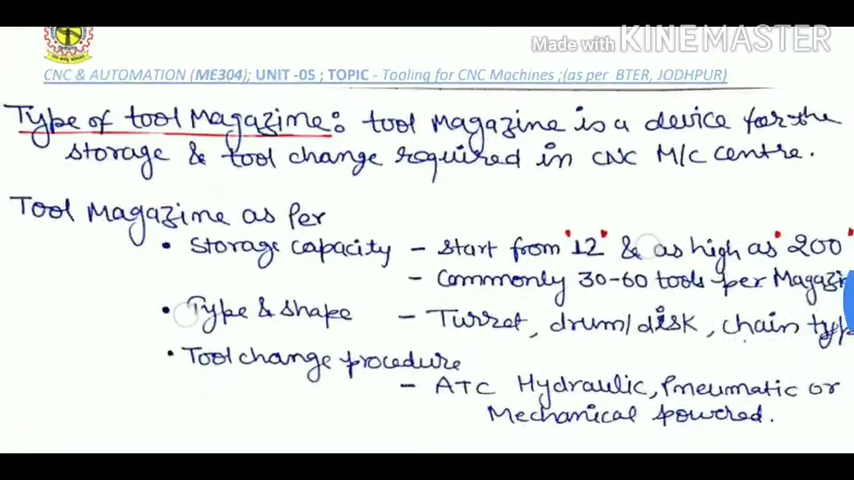 Made with KINEMASTER
CNC & AUTOMATION (ME304); UNIT -05 ; TOPIC - Tooling for CNC Machines ;(as per BTER, JODHPUR)
Type of tool Magazine: tool Magazine is a device for the
storage & tool change required in CNC M/C centre.
Tool Magazine as per
• Storage capacity - start from "12" & as high as "200"
- Commonly 30-60 tools per Magazi
• Type & shape - Turret, drum/disk, chain typ
• Tool change procedure
- ATC Hydraulic, Pneumatic or
Mechanical powered.